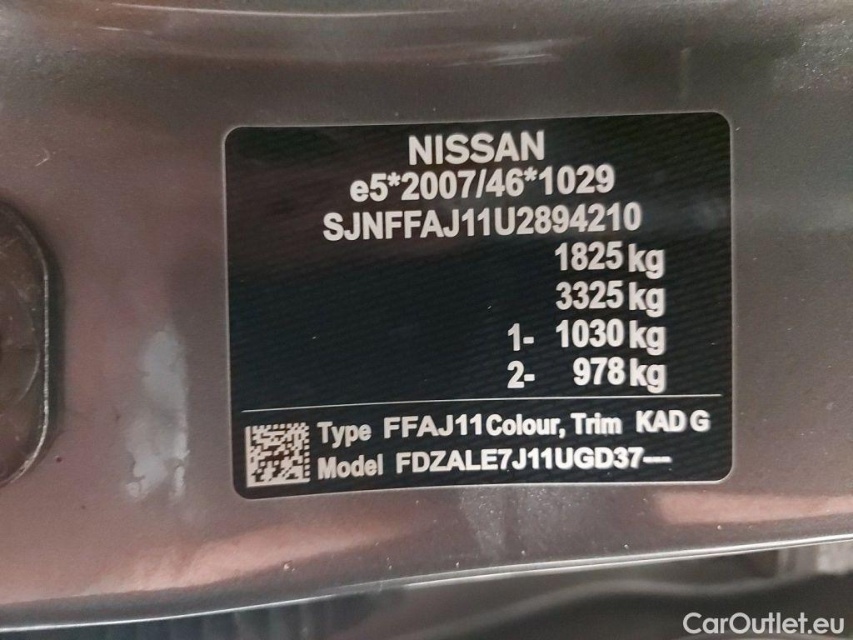 NISSAN
e5*2007/46*1029
SJNFFAJ11U2894210
1825 kg
3325 kg
1- 1030 kg
2- 978 kg
Type FFAJ11 Colour, Trim KAD G
Model FDZALE7J11UGD37---
CarOutlet.eu